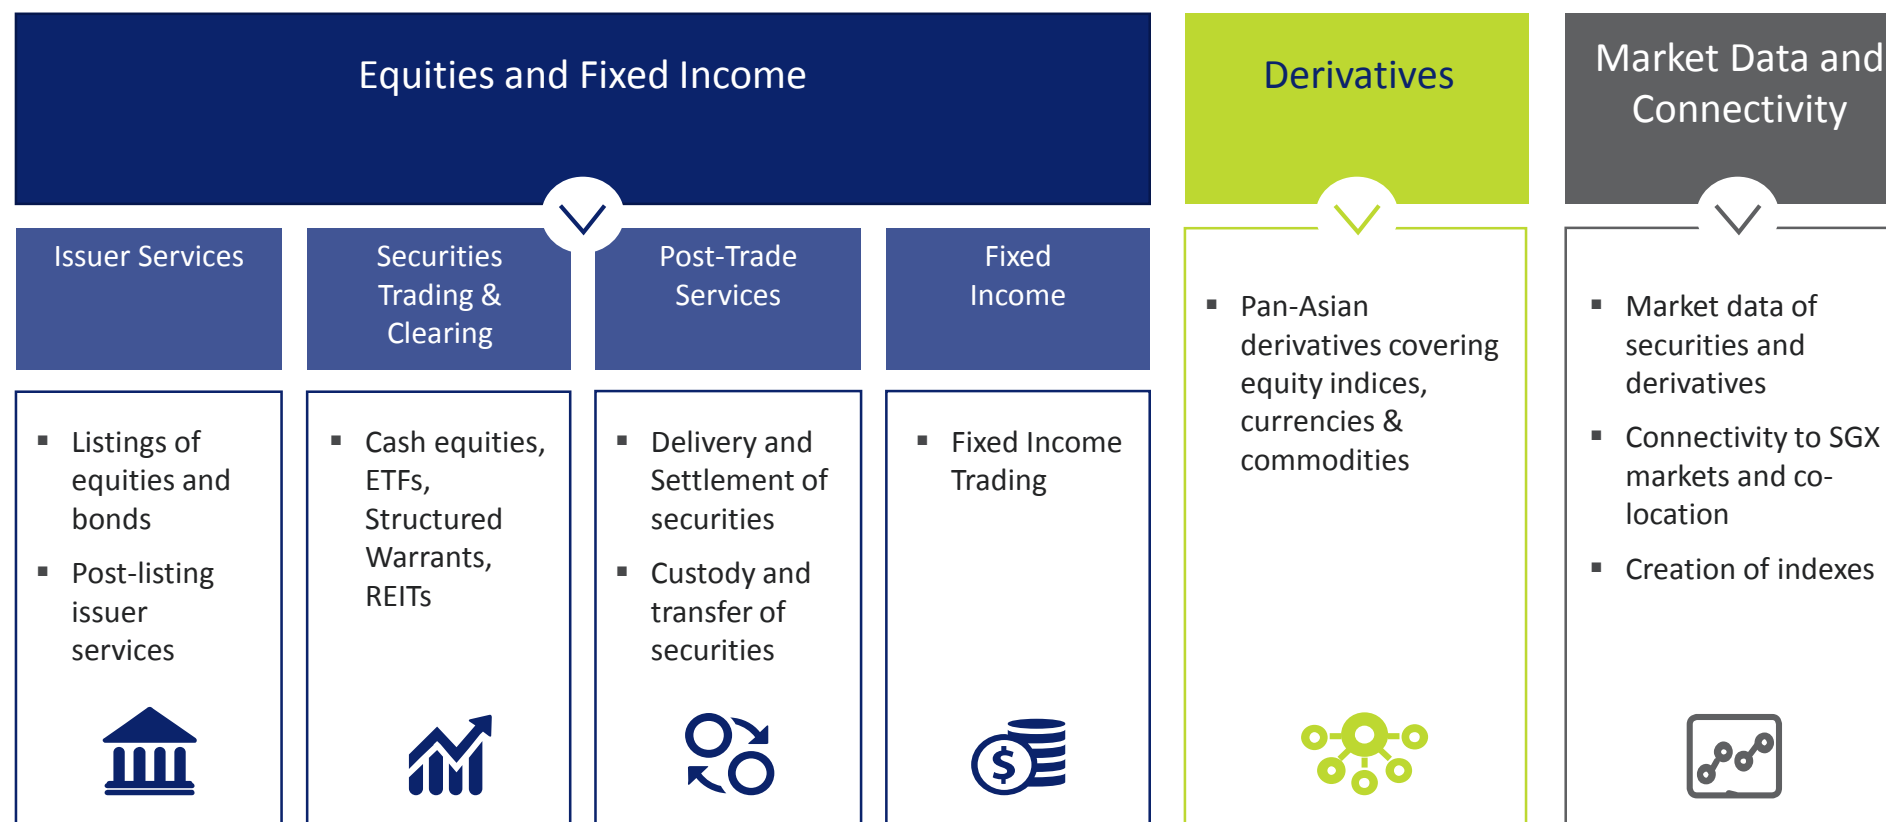 Equities and Fixed Income
Derivatives
Market Data and
Connectivity
Issuer Services
Securities
Trading &
Clearing
Post-Trade
Services
Fixed
Income
▪ Listings of
equities and
bonds
▪ Post-listing
issuer
services
▪ Cash equities,
ETFs,
Structured
Warrants,
REITs
▪ Delivery and
Settlement of
securities
▪ Custody and
transfer of
securities
▪ Fixed Income
Trading
▪ Pan-Asian
derivatives covering
equity indices,
currencies &
commodities
▪ Market data of
securities and
derivatives
▪ Connectivity to SGX
markets and co-
location
▪ Creation of indexes
$